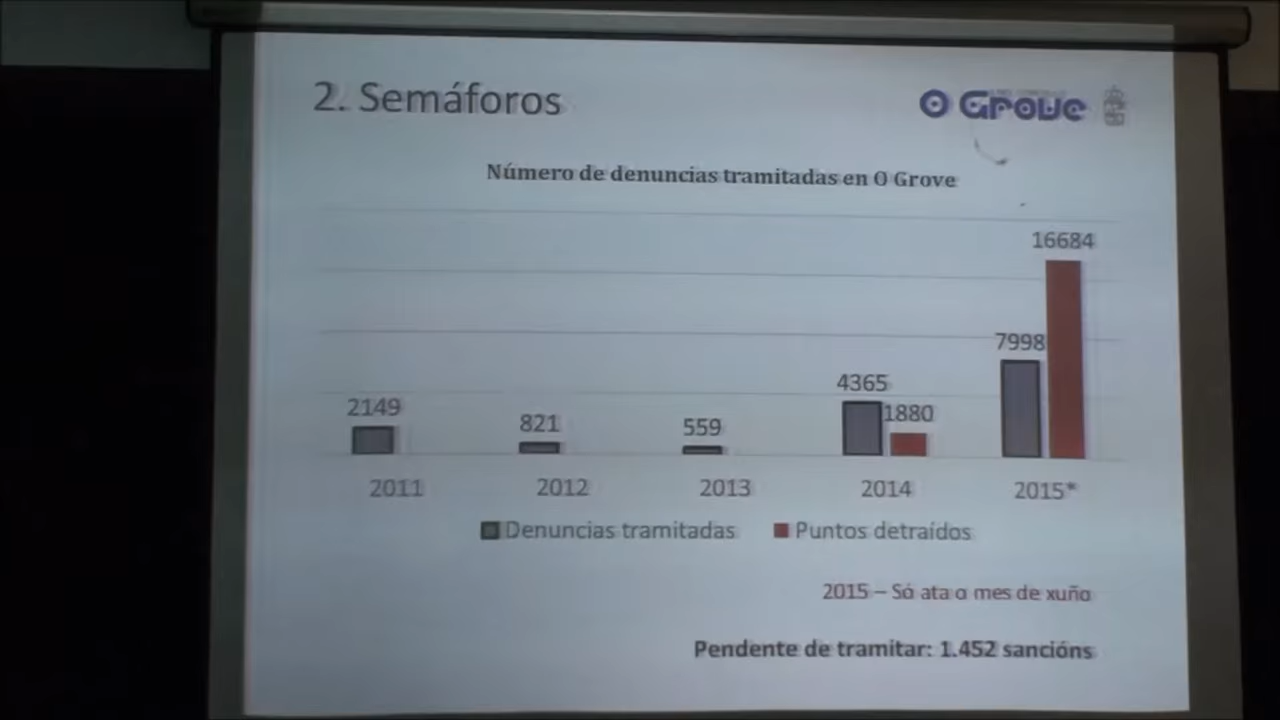 2. Semáforos
O Grove
Número de denuncias tramitadas en O Grove
16684
7998
4365
1880
2149
821
559
2011 2012 2013 2014 2015*
Denuncias tramitadas Puntos detraídos
2015 – Só ata o mes de xuño
Pendente de tramitar: 1.452 sancións